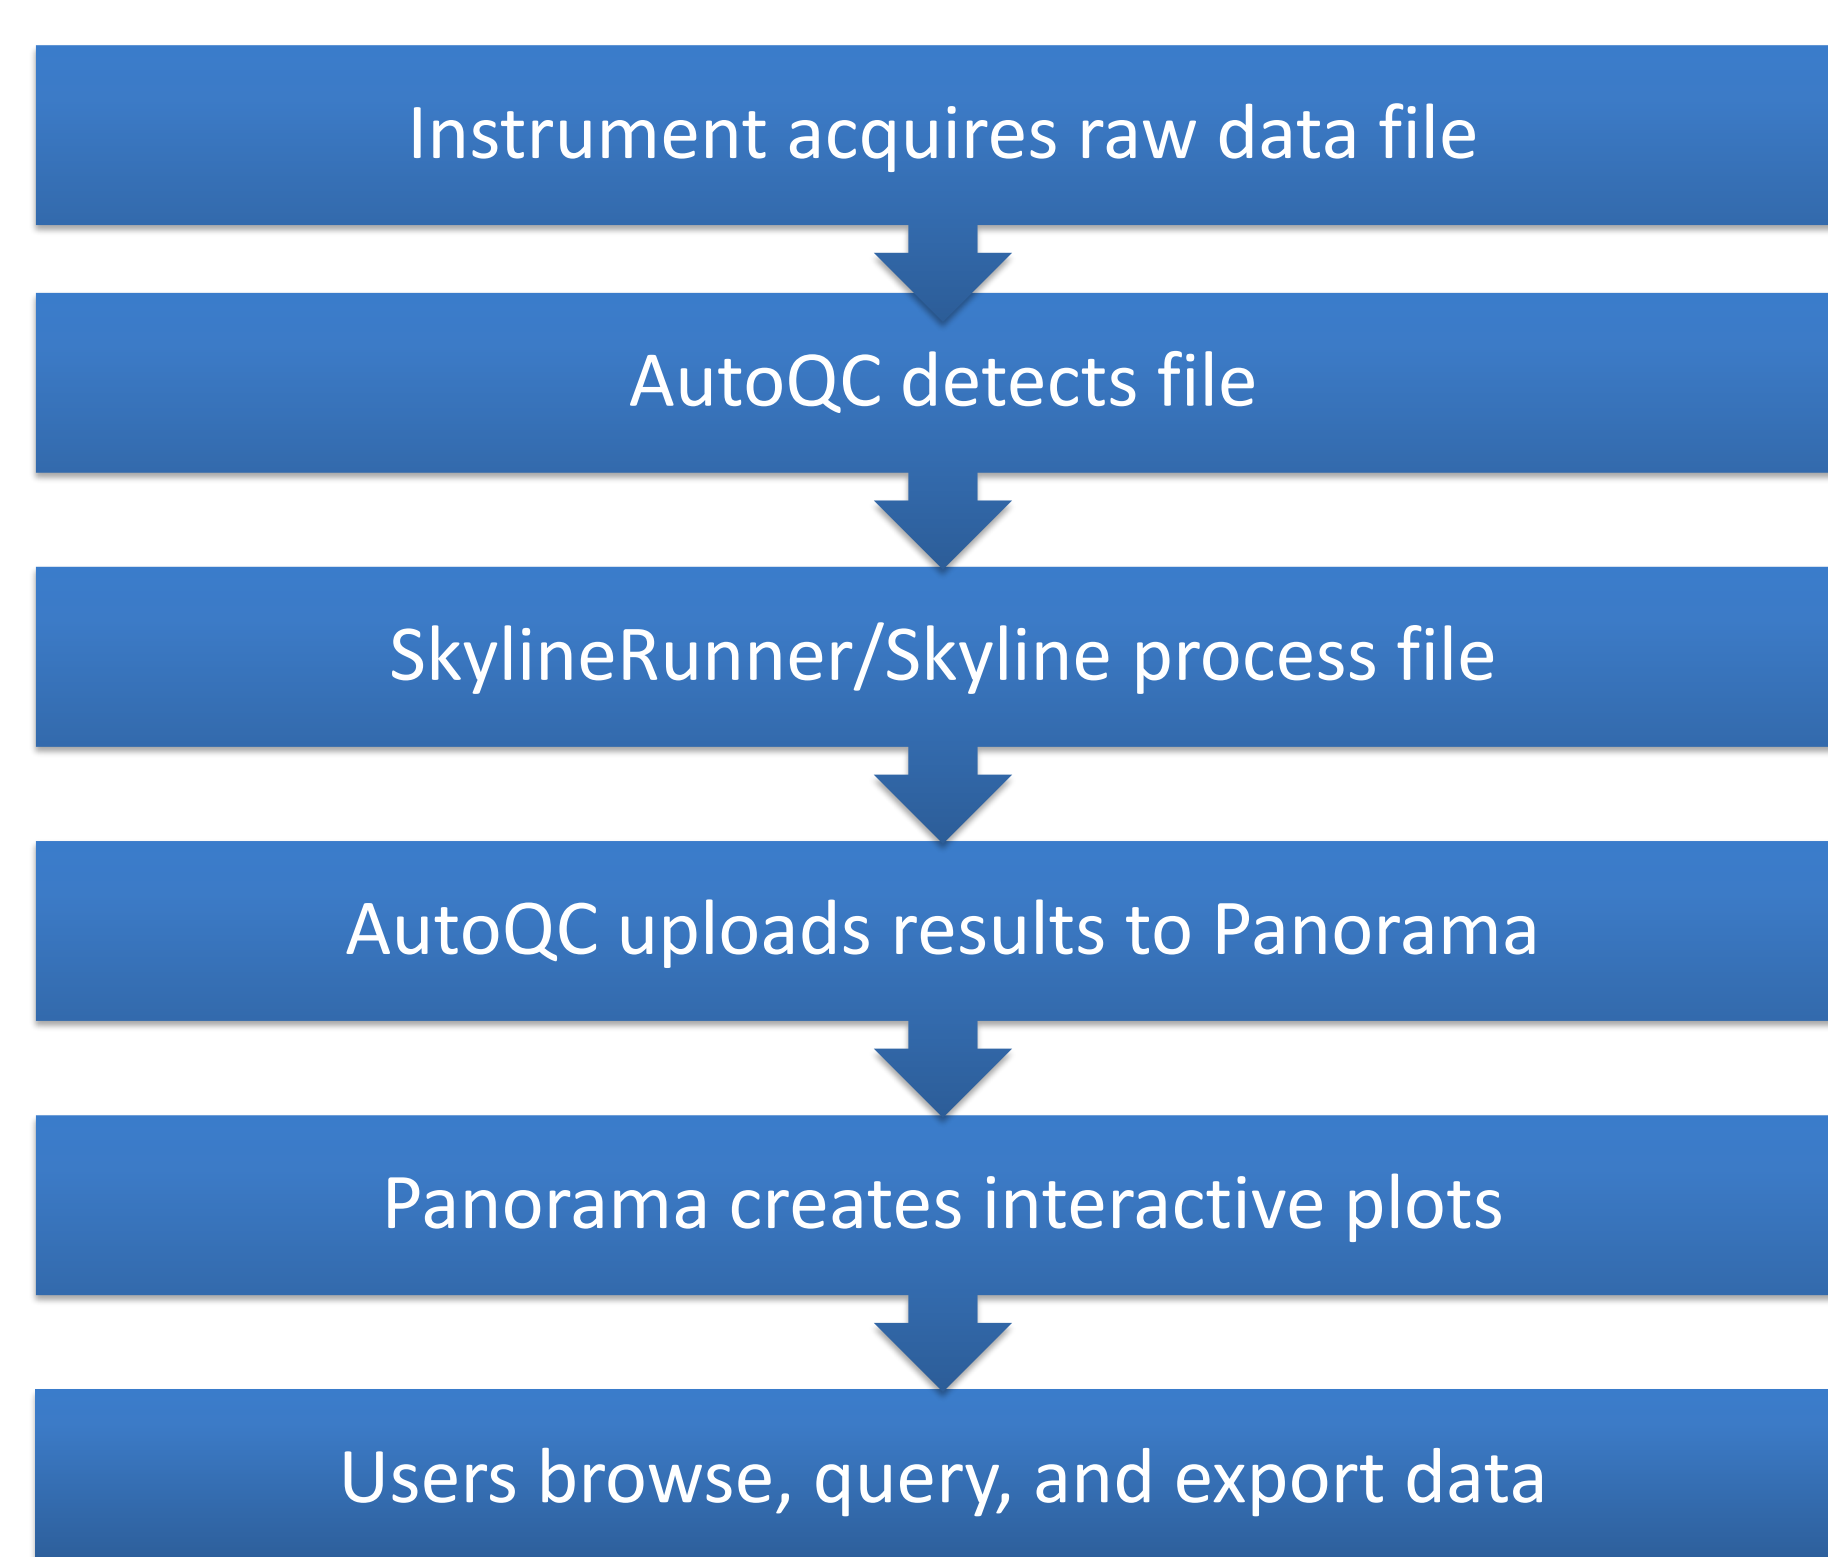 Instrument acquires raw data file
AutoQC detects file
SkylineRunner/Skyline process file
AutoQC uploads results to Panorama
Panorama creates interactive plots
Users browse, query, and export data